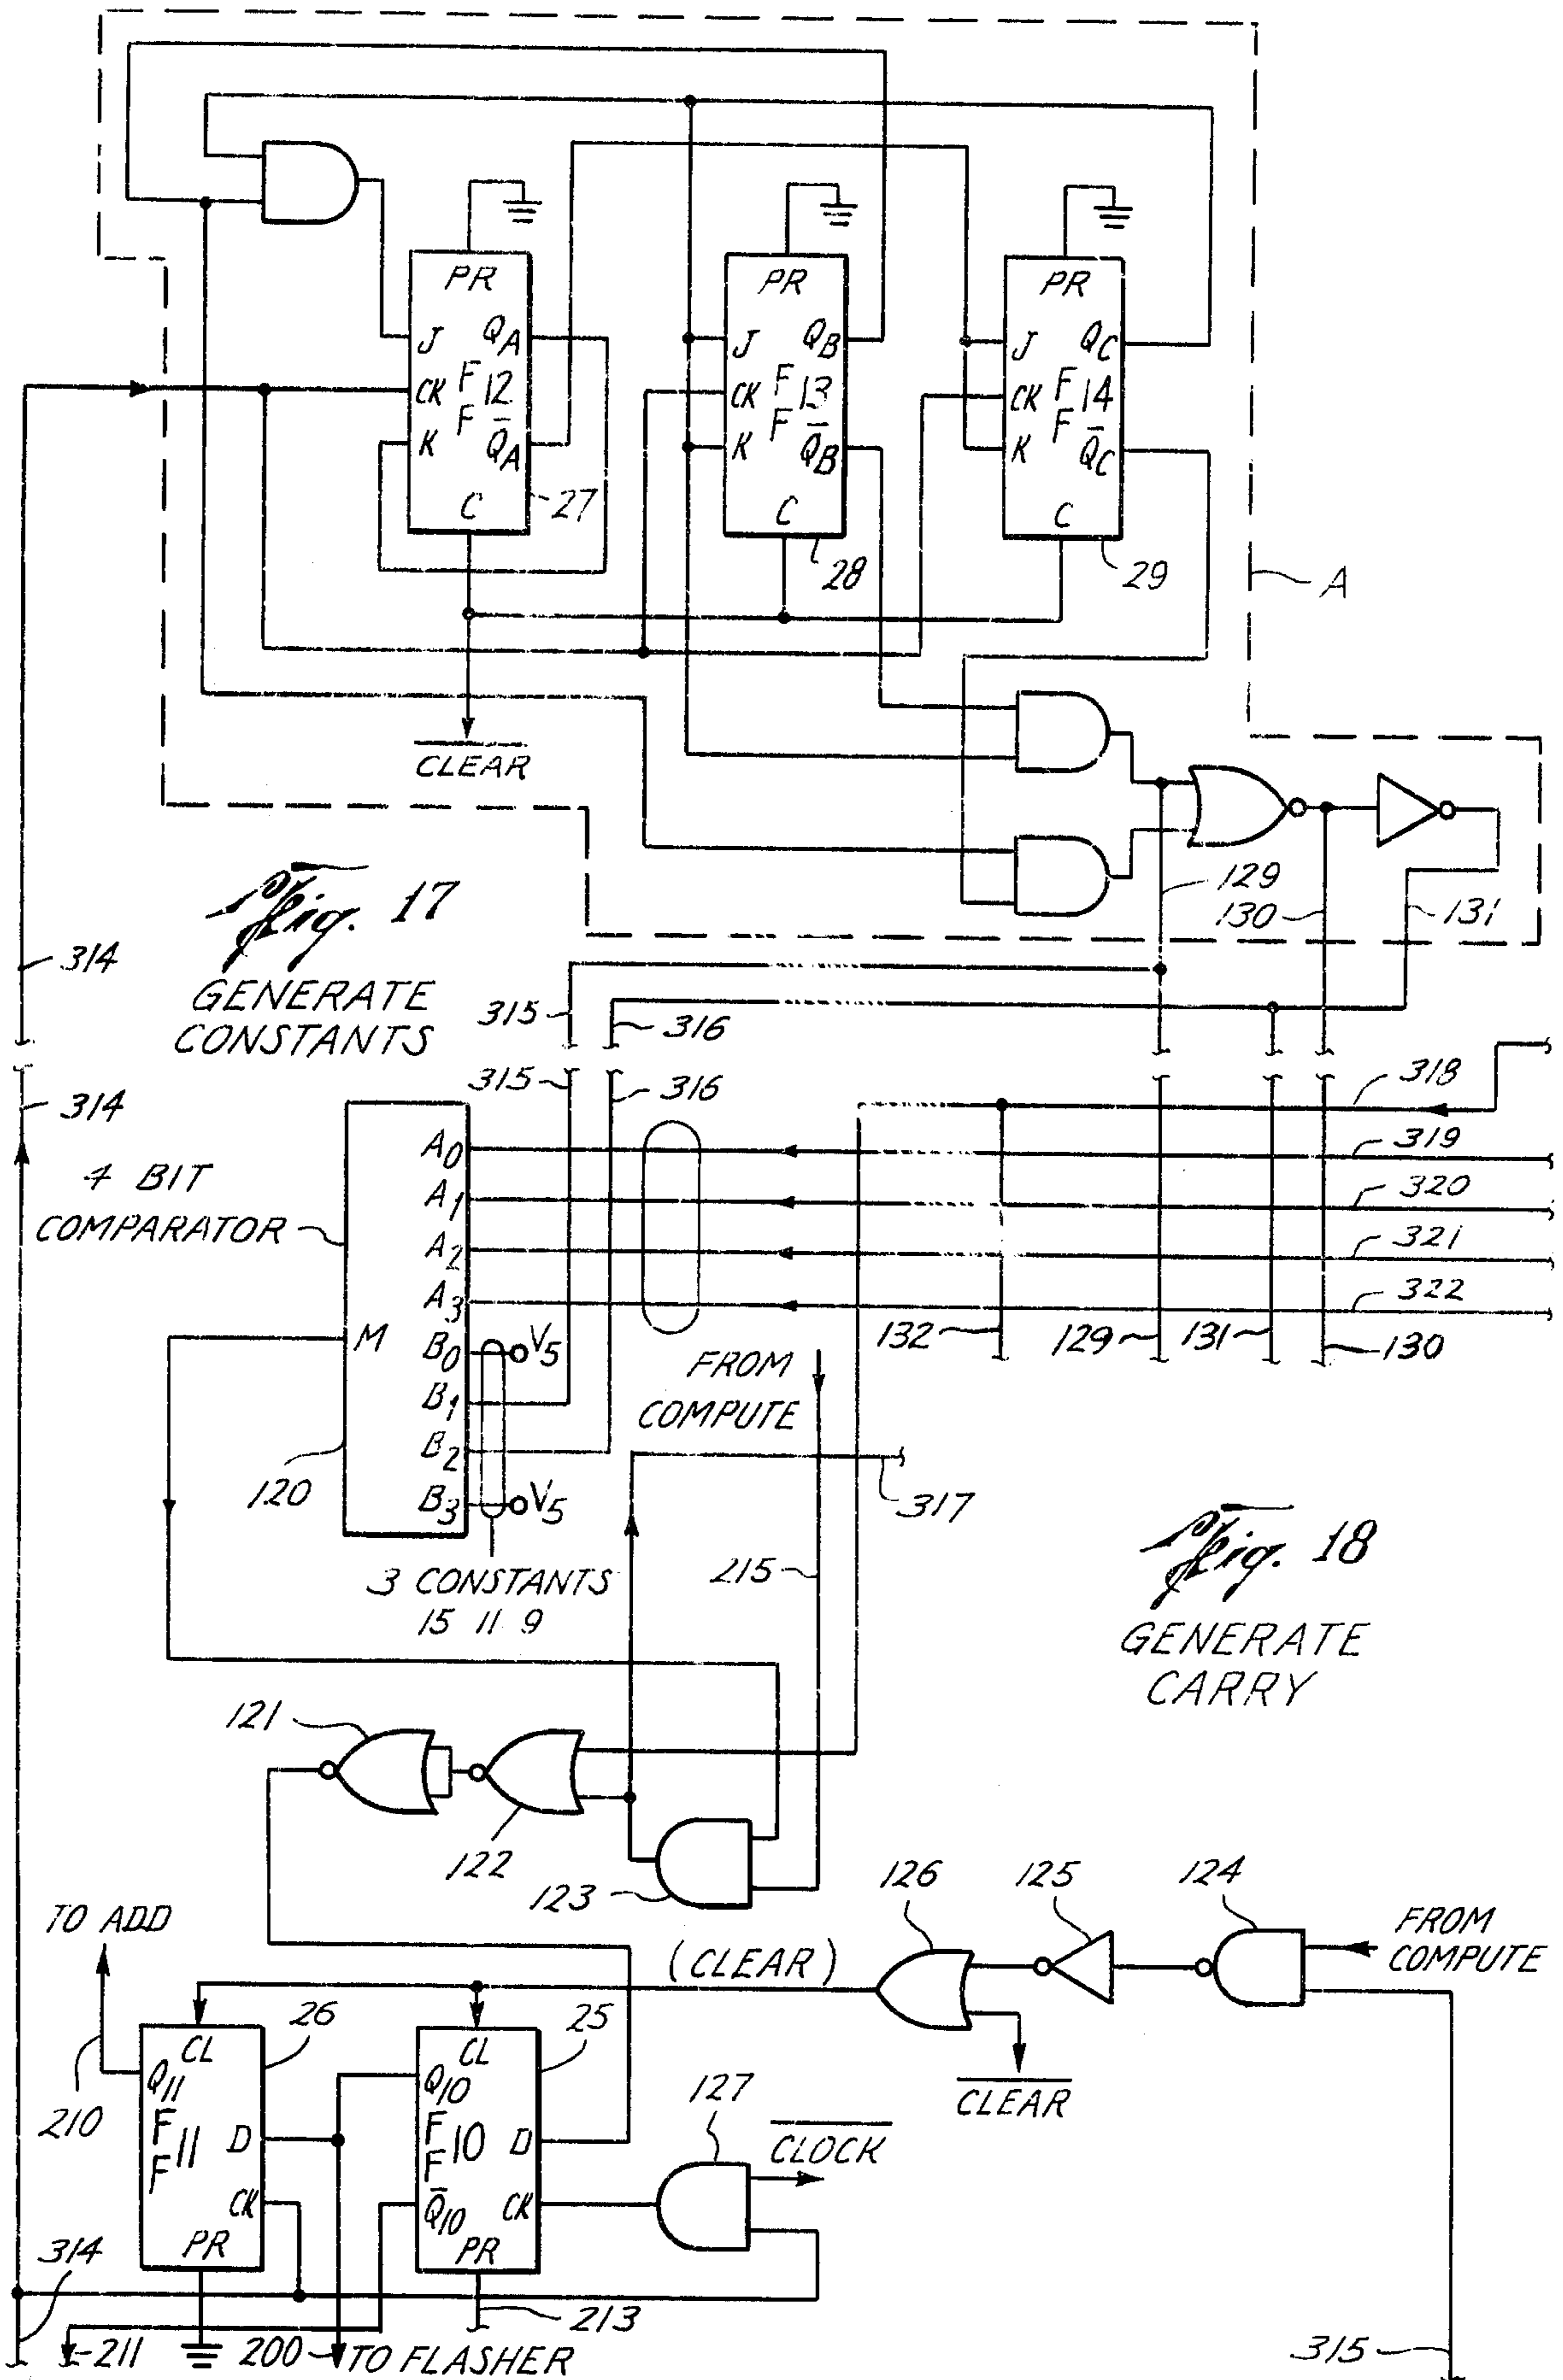 PR
PR
PR
J
Q_A
J
Q_B
J
Q_C
CK
FF 12
CK
FF 13
CK
FF 14
K
Q̅_A
K
Q̅_B
K
Q̅_C
C
27
C
28
C
29
A
CLEAR
129
130
131
Fig. 17
GENERATE
CONSTANTS
314
315
316
314
315
316
318
319
320
321
322
4 BIT
COMPARATOR
A0
A1
A2
A3
M
B0
V5
B1
B2
B3
V5
120
132
129
131
130
FROM
COMPUTE
3 CONSTANTS
15 11 9
317
215
Fig. 18
GENERATE
CARRY
121
122
123
126
125
124
FROM
COMPUTE
TO ADD
(CLEAR)
CLEAR
210
26
25
CL
Q11
FF 11
D
CK
PR
CL
Q10
FF 10
D
Q̅10
CK
PR
127
CLOCK
314
211
200
TO FLASHER
213
315